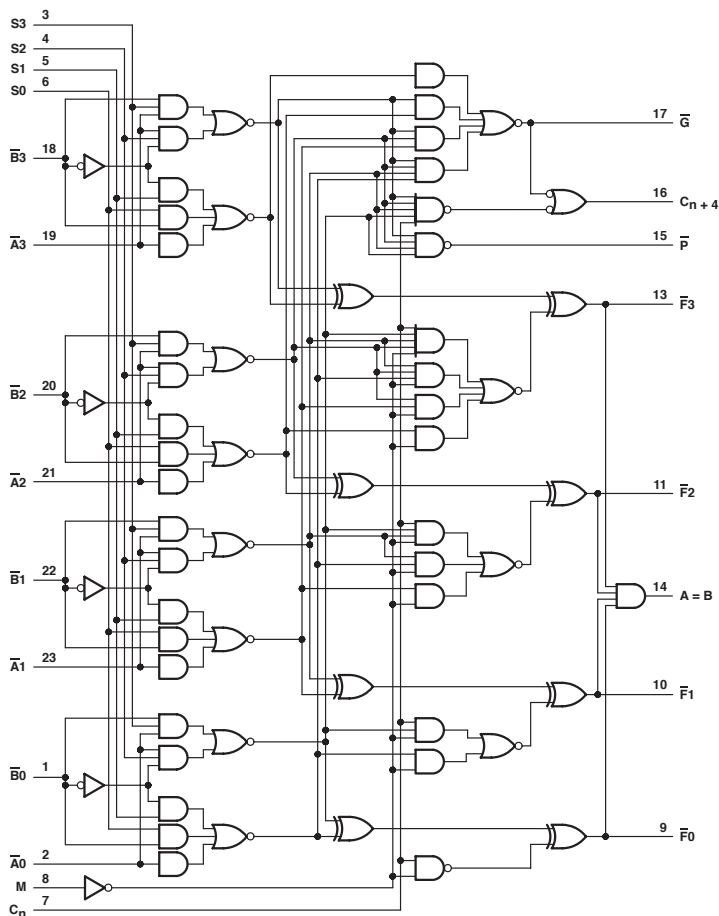 S3 3
S2 4
S1 5
S0 6
B̅3 18
A̅3 19
B̅2 20
A̅2 21
B̅1 22
A̅1 23
B̅0 1
A̅0 2
M 8
Cn 7
17 G̅
16 Cn + 4
15 P̅
13 F̅3
11 F̅2
14 A = B
10 F̅1
9 F̅0